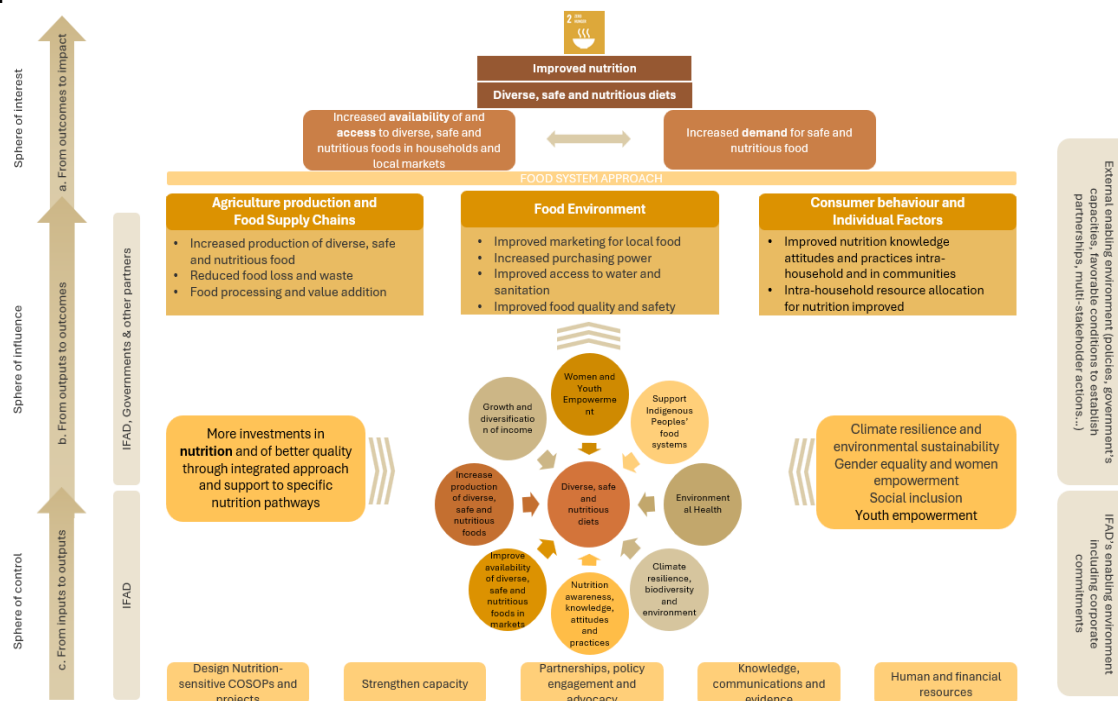 2
Improved nutrition
Diverse, safe and nutritious diets
Increased availability of and
access to diverse, safe and
nutritious foods in households and
local markets
Increased demand for safe and
nutritious food
FOOD SYSTEM APPROACH
Agriculture production and
Food Supply Chains
• Increased production of diverse, safe
and nutritious food
• Reduced food loss and waste
• Food processing and value addition
Food Environment
• Improved marketing for local food
• Increased purchasing power
• Improved access to water and
sanitation
• Improved food quality and safety
Consumer behaviour and
Individual Factors
• Improved nutrition knowledge
attitudes and practices intra-
household and in communities
• Intra-household resource allocation
for nutrition improved
Sphere of interest
a. From outcomes to impact
Sphere of influence
b. From outputs to outcomes
IFAD, Governments & other partners
Sphere of control
c. From inputs to outputs
IFAD
More investments in
nutrition and of better quality
through integrated approach
and support to specific
nutrition pathways
Women and
Youth
Empowerme
nt
Growth and
diversificatio
n of income
Support
Indigenous
Peoples'
food
systems
Increase
production
of diverse,
safe and
nutritious
foods
Diverse, safe
and
nutritious
diets
Environment
al Health
Improve
availability
of diverse,
safe and
nutritious
foods in
markets
Nutrition
awareness,
knowledge,
attitudes
and
practices
Climate
resilience,
biodiversity
and
environment
Climate resilience and
environmental sustainability
Gender equality and women
empowerment
Social inclusion
Youth empowerment
External enabling environment (policies, government's
capacities, favorable conditions to establish
partnerships, multi-stakeholder actions...)
IFAD's enabling environment
including corporate
commitments
Design Nutrition-
sensitive COSOPs and
projects
Strengthen capacity
Partnerships, policy
engagement and
advocacy
Knowledge,
communications and
evidence
Human and financial
resources